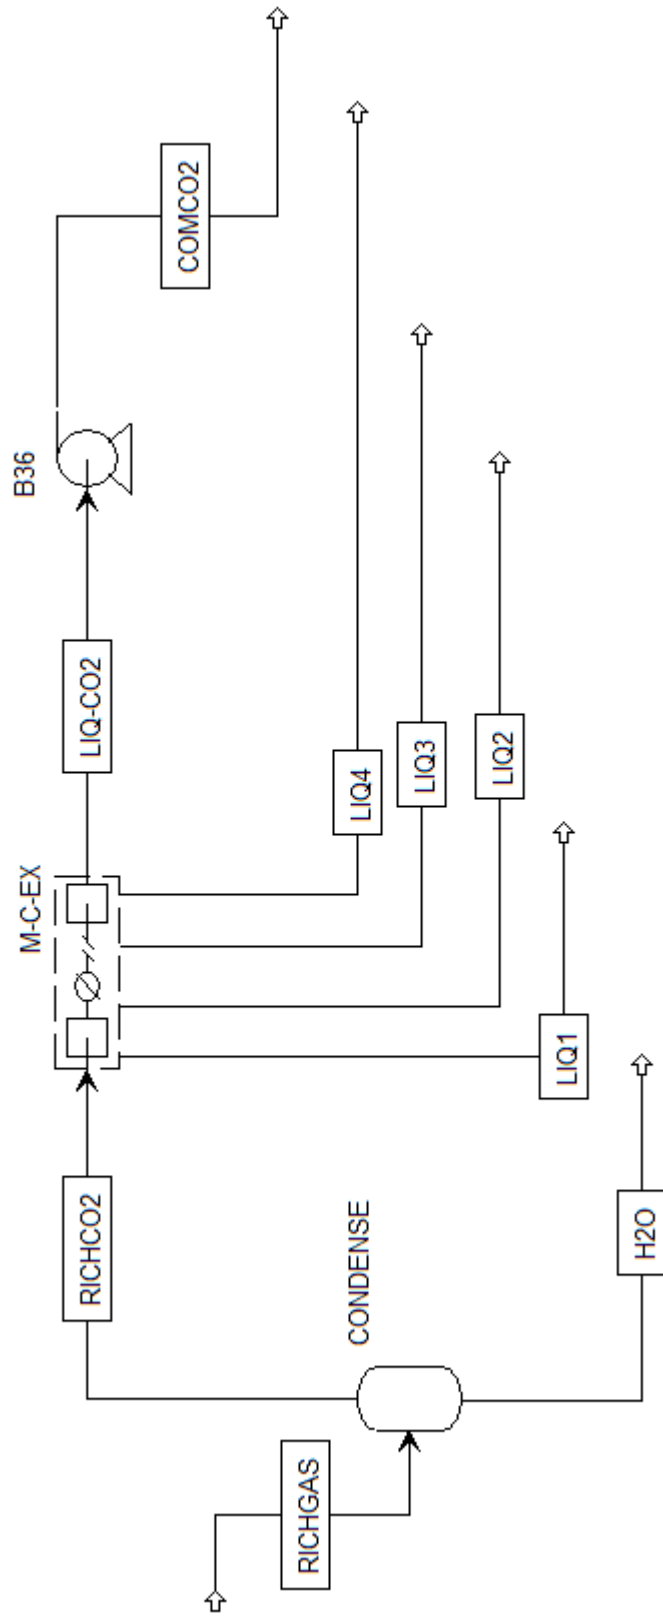 RICHGAS
CONDENSE
H2O
RICHCO2
M-C-EX
LIQ1
LIQ2
LIQ3
LIQ4
LIQ-CO2
B36
COMCO2